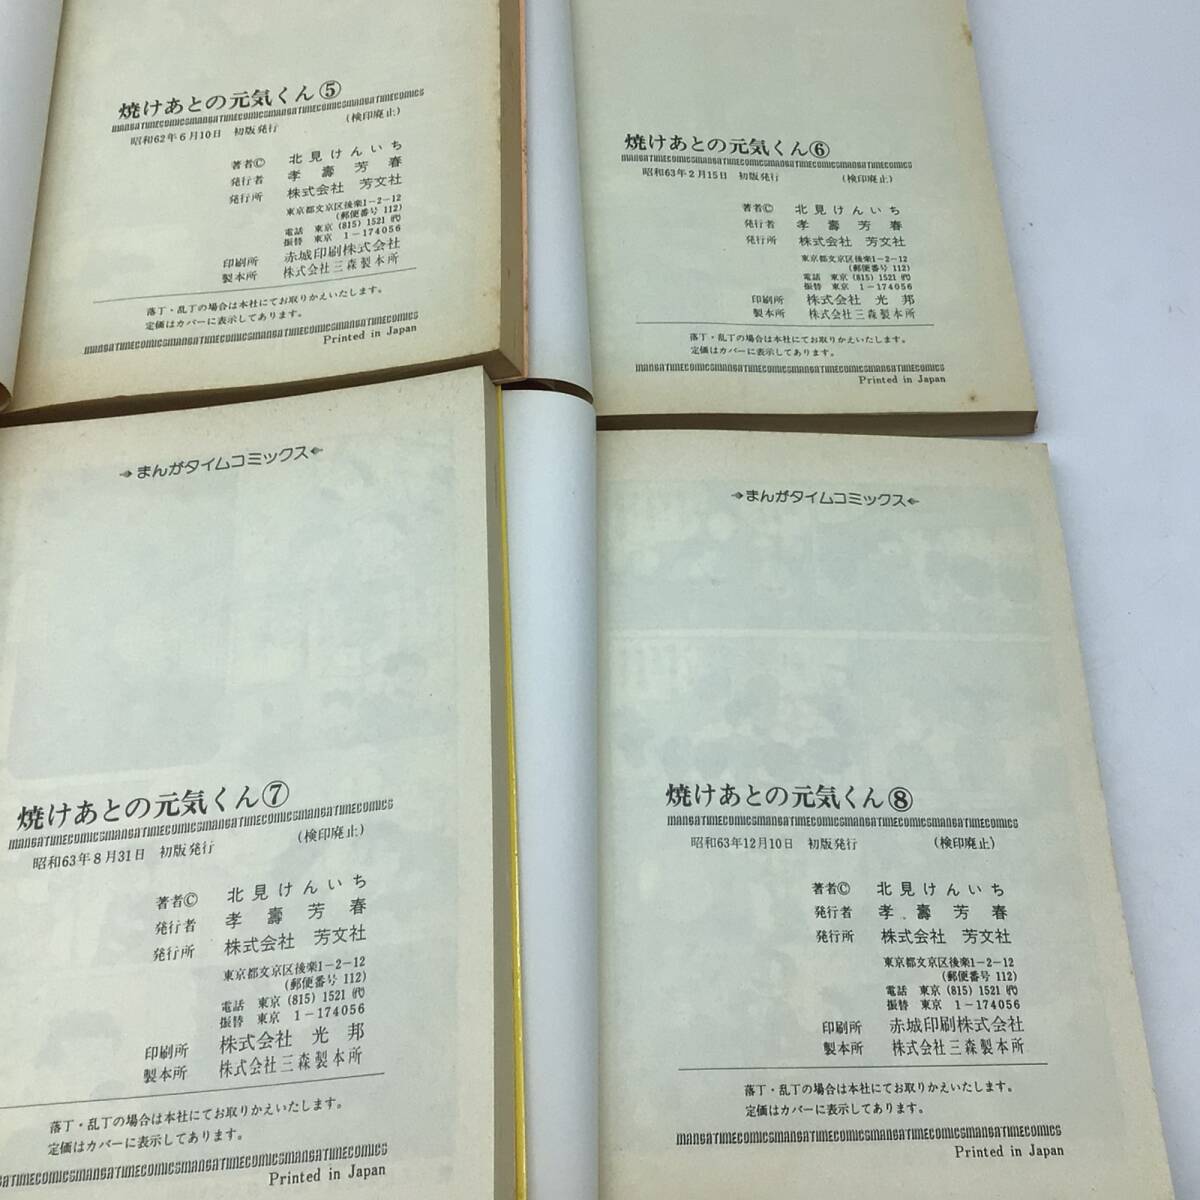 焼けあとの元気くん⑤
MANGATIMECOMICSMANGATIMECOMICSMANGATIMECOMICS
昭和62年6月10日 初版発行 (検印廃止)
著者© 北見けんいち
発行者 孝壽芳春
発行所 株式会社 芳文社
東京都文京区後楽1-2-12
(郵便番号 112)
電話 東京 (815) 1521 ㈹
振替 東京 1-174056
印刷所 赤城印刷株式会社
製本所 株式会社三森製本所
落丁・乱丁の場合は本社にてお取りかえいたします。
定価はカバーに表示してあります。
MANGATIMECOMICSMANGATIMECOMICSMANGATIMECOMICS
Printed in Japan
焼けあとの元気くん⑥
MANGATIMECOMICSMANGATIMECOMICSMANGATIMECOMICS
昭和63年2月15日 初版発行 (検印廃止)
著者© 北見けんいち
発行者 孝壽芳春
発行所 株式会社 芳文社
東京都文京区後楽1-2-12
(郵便番号 112)
電話 東京 (815) 1521 ㈹
振替 東京 1-174056
印刷所 株式会社 光邦
製本所 株式会社三森製本所
落丁・乱丁の場合は本社にてお取りかえいたします。
定価はカバーに表示してあります。
MANGATIMECOMICSMANGATIMECOMICSMANGATIMECOMICS
Printed in Japan
まんがタイムコミックス
焼けあとの元気くん⑦
MANGATIMECOMICSMANGATIMECOMICSMANGATIMECOMICS
昭和63年8月31日 初版発行 (検印廃止)
著者© 北見けんいち
発行者 孝壽芳春
発行所 株式会社 芳文社
東京都文京区後楽1-2-12
(郵便番号 112)
電話 東京 (815) 1521 ㈹
振替 東京 1-174056
印刷所 株式会社 光邦
製本所 株式会社三森製本所
落丁・乱丁の場合は本社にてお取りかえいたします。
定価はカバーに表示してあります。
MANGATIMECOMICSMANGATIMECOMICSMANGATIMECOMICS
Printed in Japan
まんがタイムコミックス
焼けあとの元気くん⑧
MANGATIMECOMICSMANGATIMECOMICSMANGATIMECOMICS
昭和63年12月10日 初版発行 (検印廃止)
著者© 北見けんいち
発行者 孝壽芳春
発行所 株式会社 芳文社
東京都文京区後楽1-2-12
(郵便番号 112)
電話 東京 (815) 1521 ㈹
振替 東京 1-174056
印刷所 赤城印刷株式会社
製本所 株式会社三森製本所
落丁・乱丁の場合は本社にてお取りかえいたします。
定価はカバーに表示してあります。
MANGATIMECOMICSMANGATIMECOMICSMANGATIMECOMICS
Printed in Japan